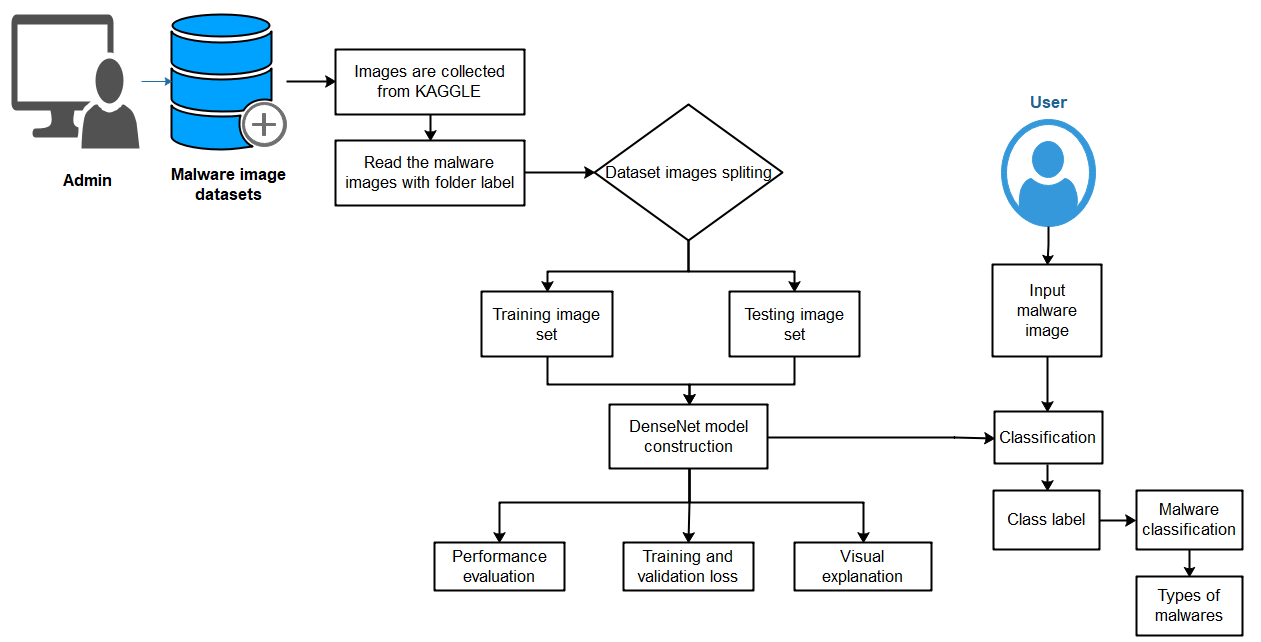 Admin
Malware image
datasets
Images are collected
from KAGGLE
Read the malware
images with folder label
Dataset images spliting
Training image
set
Testing image
set
DenseNet model
construction
Performance
evaluation
Training and
validation loss
Visual
explanation
User
Input
malware
image
Classification
Class label
Malware
classification
Types of
malwares